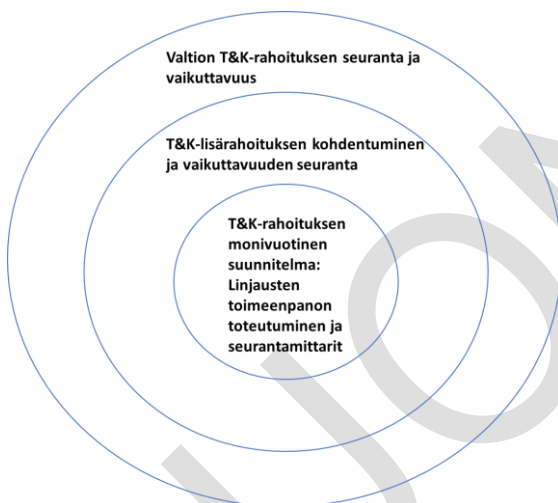 Valtion T&K-rahoituksen seuranta ja
vaikuttavuus
T&K-lisärahoituksen kohdentuminen
ja vaikuttavuuden seuranta
T&K-rahoituksen
monivuotinen
suunnitelma:
Linjausten
toimeenpanon
toteutuminen ja
seurantamittarit